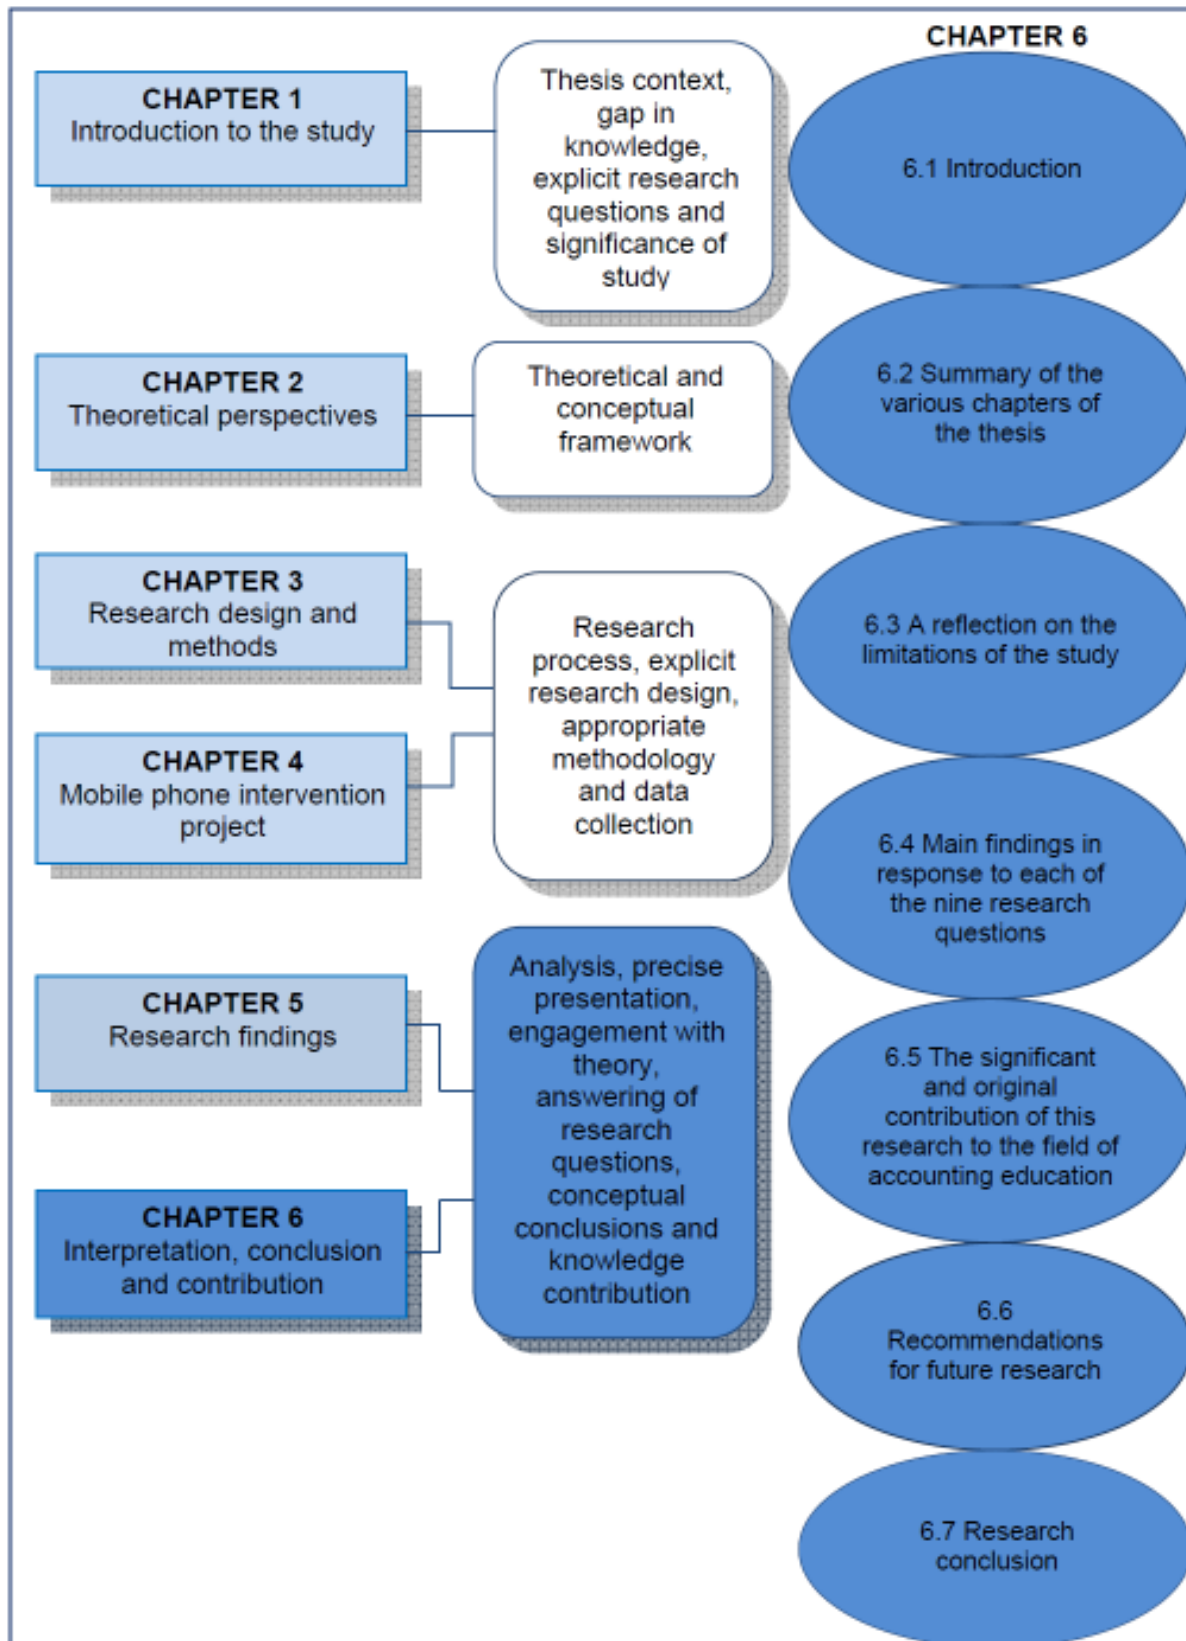 CHAPTER 1
Introduction to the study
Thesis context,
gap in
knowledge,
explicit research
questions and
significance of
study
CHAPTER 2
Theoretical perspectives
Theoretical and
conceptual
framework
CHAPTER 3
Research design and
methods
CHAPTER 4
Mobile phone intervention
project
Research
process, explicit
research design,
appropriate
methodology
and data
collection
CHAPTER 5
Research findings
CHAPTER 6
Interpretation, conclusion
and contribution
Analysis, precise
presentation,
engagement with
theory,
answering of
research
questions,
conceptual
conclusions and
knowledge
contribution
CHAPTER 6
6.1 Introduction
6.2 Summary of the
various chapters of
the thesis
6.3 A reflection on the
limitations of the study
6.4 Main findings in
response to each of
the nine research
questions
6.5 The significant
and original
contribution of this
research to the field of
accounting education
6.6
Recommendations
for future research
6.7 Research
conclusion